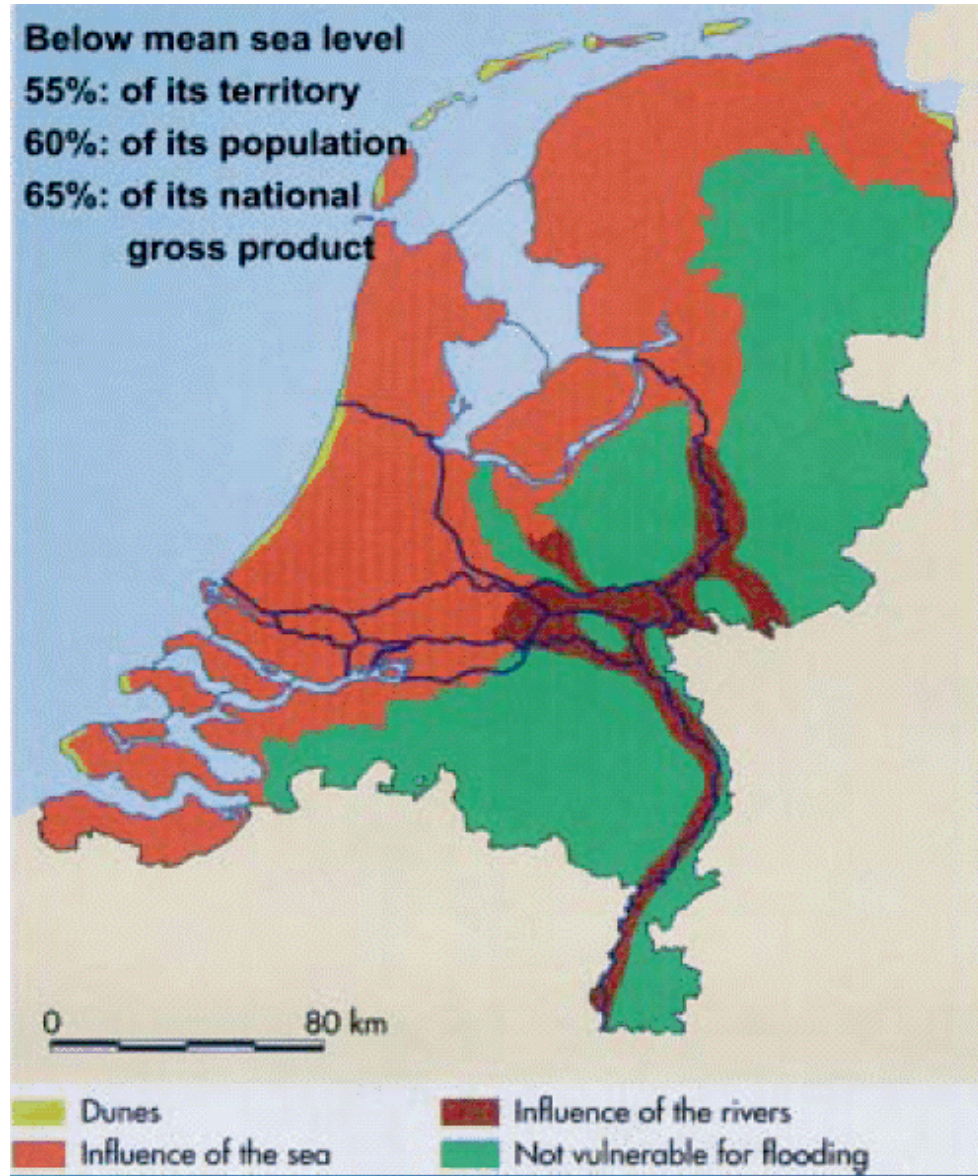 Below mean sea level
55%: of its territory
60%: of its population
65%: of its national
gross product
0 80 km
Dunes
Influence of the rivers
Influence of the sea
Not vulnerable for flooding